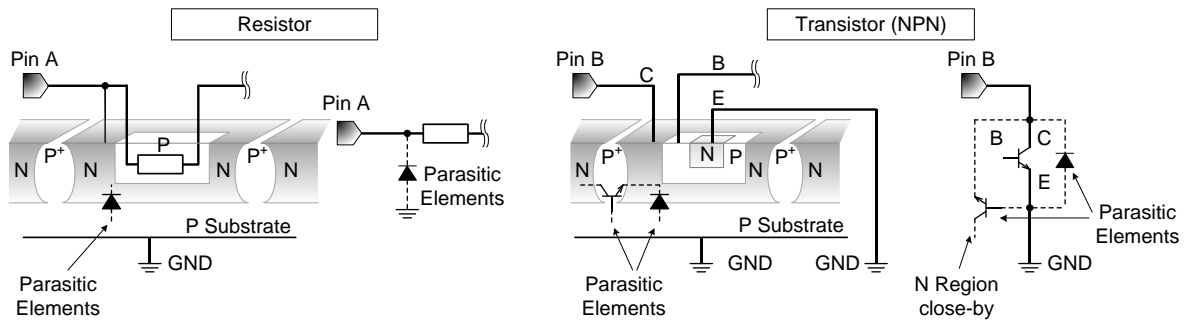 Resistor
Transistor (NPN)
Pin A
Pin B
C
B
E
Pin B
Pin A
N
P+
N
P
N
P+
N
Parasitic
Elements
P Substrate
GND
Parasitic
Elements
N
P+
N
N
P
N
P+
N
P Substrate
GND
GND
Parasitic
Elements
B
C
E
Parasitic
Elements
GND
N Region
close-by